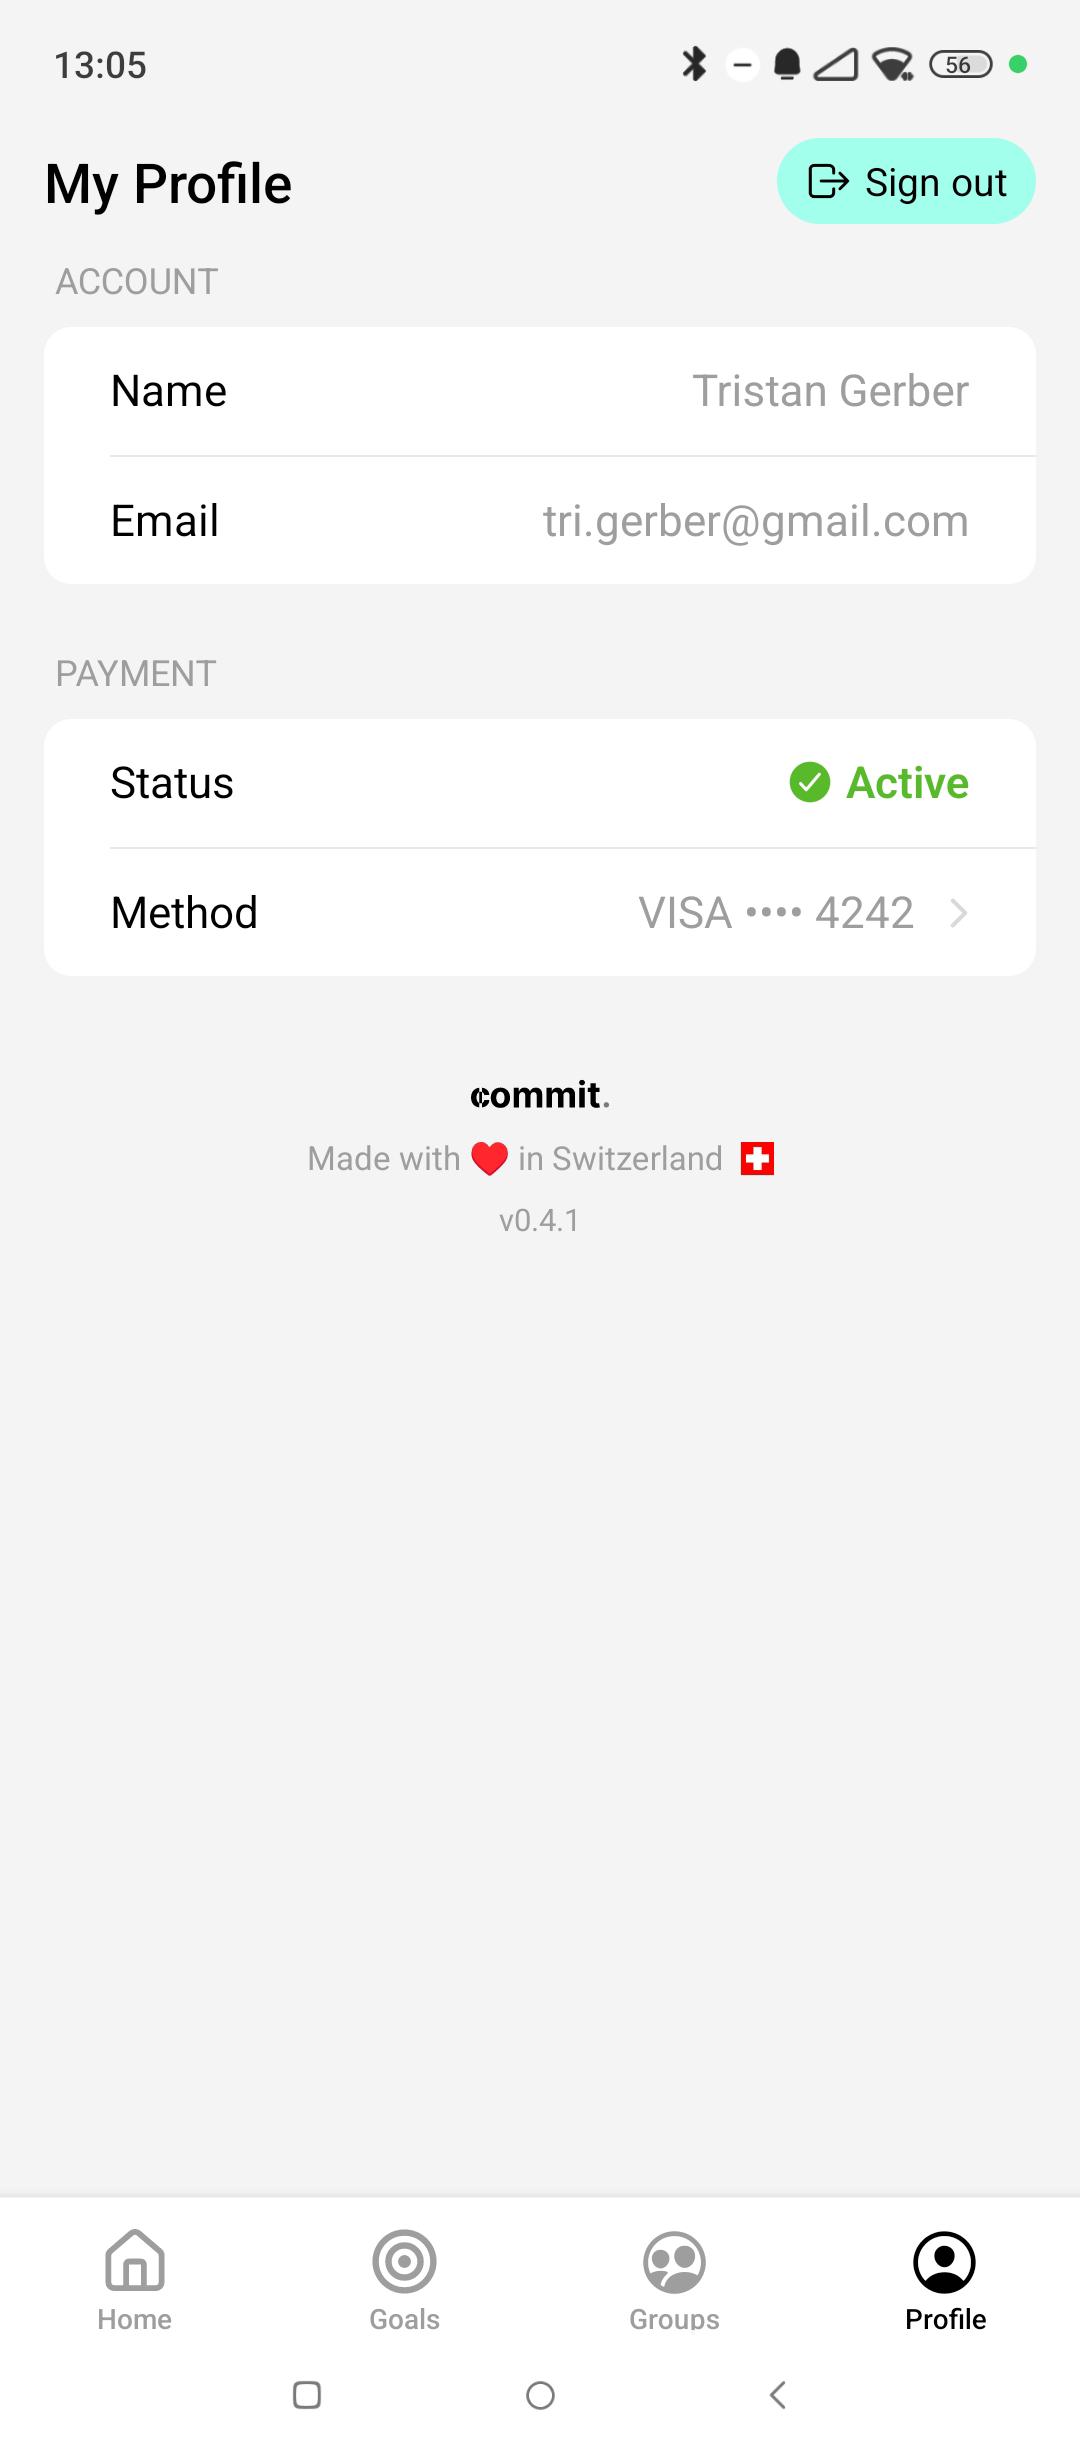 13:05
56
My Profile
Sign out
ACCOUNT
Name
Tristan Gerber
Email
tri.gerber@gmail.com
PAYMENT
Status
Active
Method
VISA •••• 4242
commit.
Made with ❤️ in Switzerland 🇨🇭
v0.4.1
Home
Goals
Groups
Profile